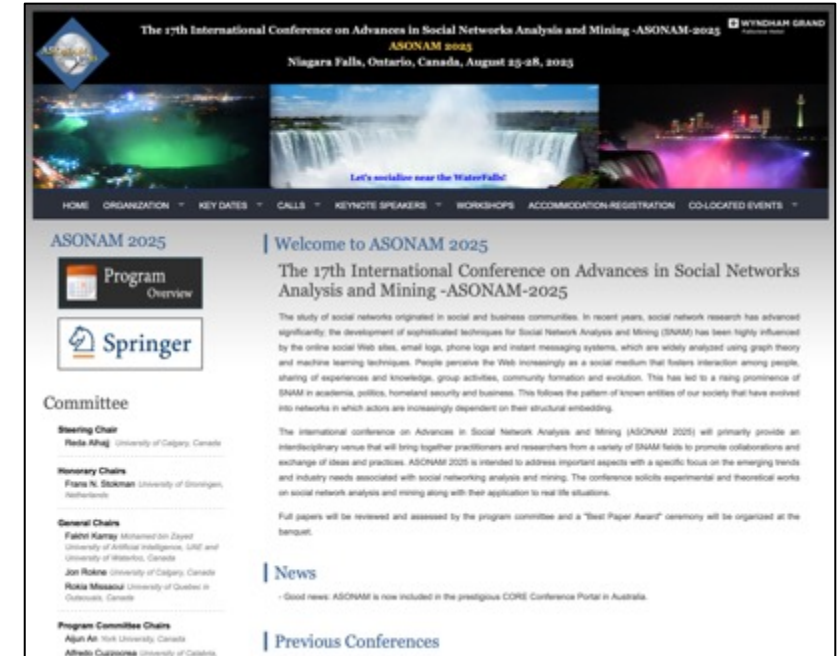 The 17th International Conference on Advances in Social Networks Analysis and Mining -ASONAM-2025
WYNDHAM GRAND
ASONAM 2025
Niagara Falls, Ontario, Canada, August 25-28, 2025
Let's socialize near the WaterFalls!
HOME ORGANIZATION KEY DATES CALLS KEYNOTE SPEAKERS WORKSHOPS ACCOMMODATION-REGISTRATION CO-LOCATED EVENTS
ASONAM 2025
Program
Overview
Springer
Committee
Steering Chair
Reda Alhajj University of Calgary, Canada
Honorary Chairs
Frans N. Stokman University of Groningen,
Netherlands
General Chairs
Fakhri Karray Mohamed bin Zayed
University of Artificial Intelligence, UAE and
University of Waterloo, Canada
Jon Rokne University of Calgary, Canada
Rokia Missaoui University of Quebec in
Outaouais, Canada
Program Committee Chairs
Aijun An York University, Canada
Alfredo Cuzzocrea University of Calabria,
Welcome to ASONAM 2025
The 17th International Conference on Advances in Social Networks
Analysis and Mining -ASONAM-2025
The study of social networks originated in social and business communities. In recent years, social network research has advanced
significantly; the development of sophisticated techniques for Social Network Analysis and Mining (SNAM) has been highly influenced
by the online social Web sites, email logs, phone logs and instant messaging systems, which are widely analyzed using graph theory
and machine learning techniques. People perceive the Web increasingly as a social medium that fosters interaction among people,
sharing of experiences and knowledge, group activities, community formation and evolution. This has led to a rising prominence of
SNAM in academia, politics, homeland security and business. This follows the pattern of known entities of our society that have evolved
into networks in which actors are increasingly dependent on their structural embedding.
The international conference on Advances in Social Network Analysis and Mining (ASONAM 2025) will primarily provide an
interdisciplinary venue that will bring together practitioners and researchers from a variety of SNAM fields to promote collaborations and
exchange of ideas and practices. ASONAM 2025 is intended to address important aspects with a specific focus on the emerging trends
and industry needs associated with social networking analysis and mining. The conference solicits experimental and theoretical works
on social network analysis and mining along with their application to real life situations.
Full papers will be reviewed and assessed by the program committee and a "Best Paper Award" ceremony will be organized at the
banquet.
News
- Good news: ASONAM is now included in the prestigious CORE Conference Portal in Australia.
Previous Conferences